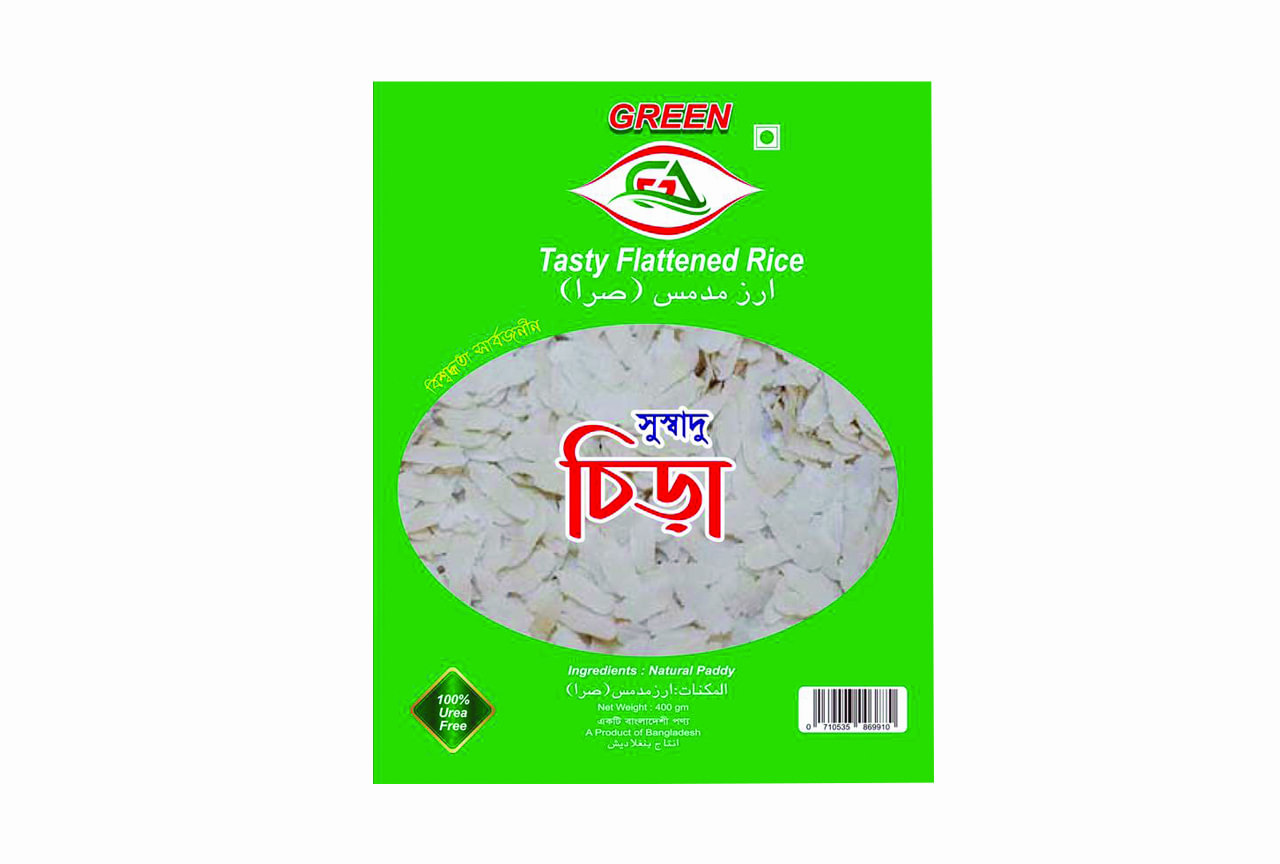 GREEN
Tasty Flattened Rice
ارز مدمس (صرا)
বিশুদ্ধতা সার্বজনীন
সুস্বাদু
চিড়া
Ingredients : Natural Paddy
المكنات:ارزمدمس(صرا)
Net Weight : 400 gm
একটি বাংলাদেশী পণ্য
A Product of Bangladesh
انتاج بنغلاديش
100%
Urea
Free
0 710535 869910